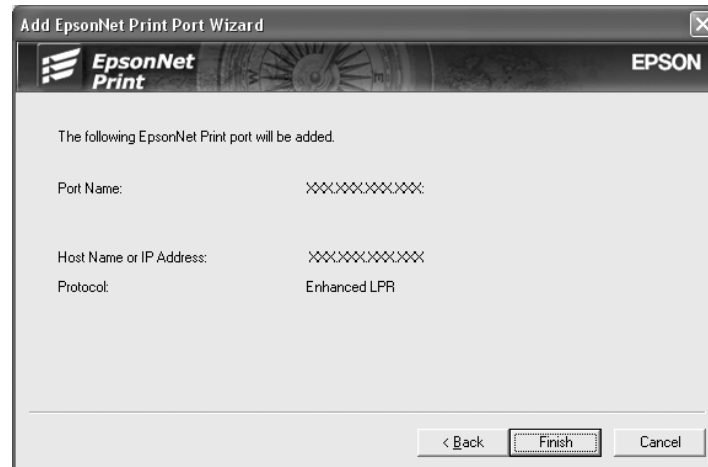 Add EpsonNet Print Port Wizard
EpsonNet
Print
EPSON
The following EpsonNet Print port will be added.
Port Name: XXX.XXX.XXX.XXX:
Host Name or IP Address: XXX.XXX.XXX.XXX
Protocol: Enhanced LPR
< Back Finish Cancel